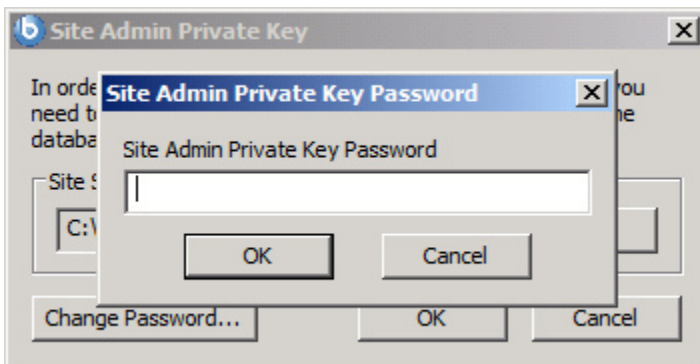 Site Admin Private Key
In orde you
need to he
databa
Site Admin Private Key Password
Site Admin Private Key Password
Site S
C:\
OK Cancel
Change Password... OK Cancel